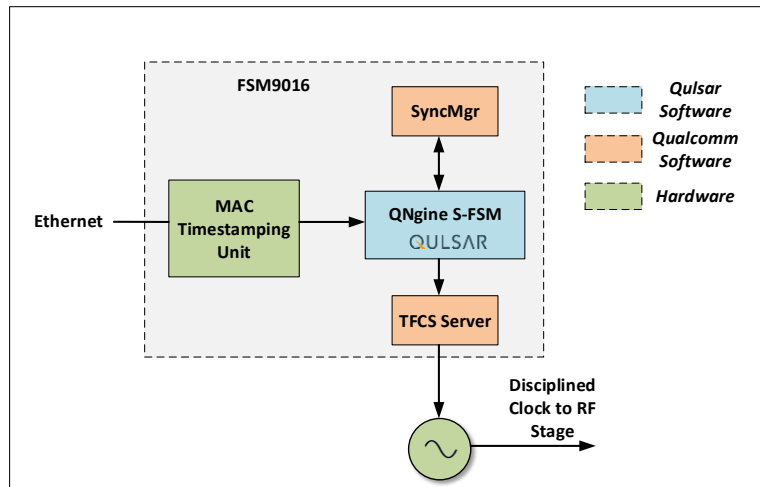 FSM9016
SyncMgr
Qulsar
Software
Qualcomm
Software
Hardware
Ethernet
MAC
Timestamping
Unit
QNgine S-FSM
QULSAR
TFCS Server
Disciplined
Clock to RF
Stage